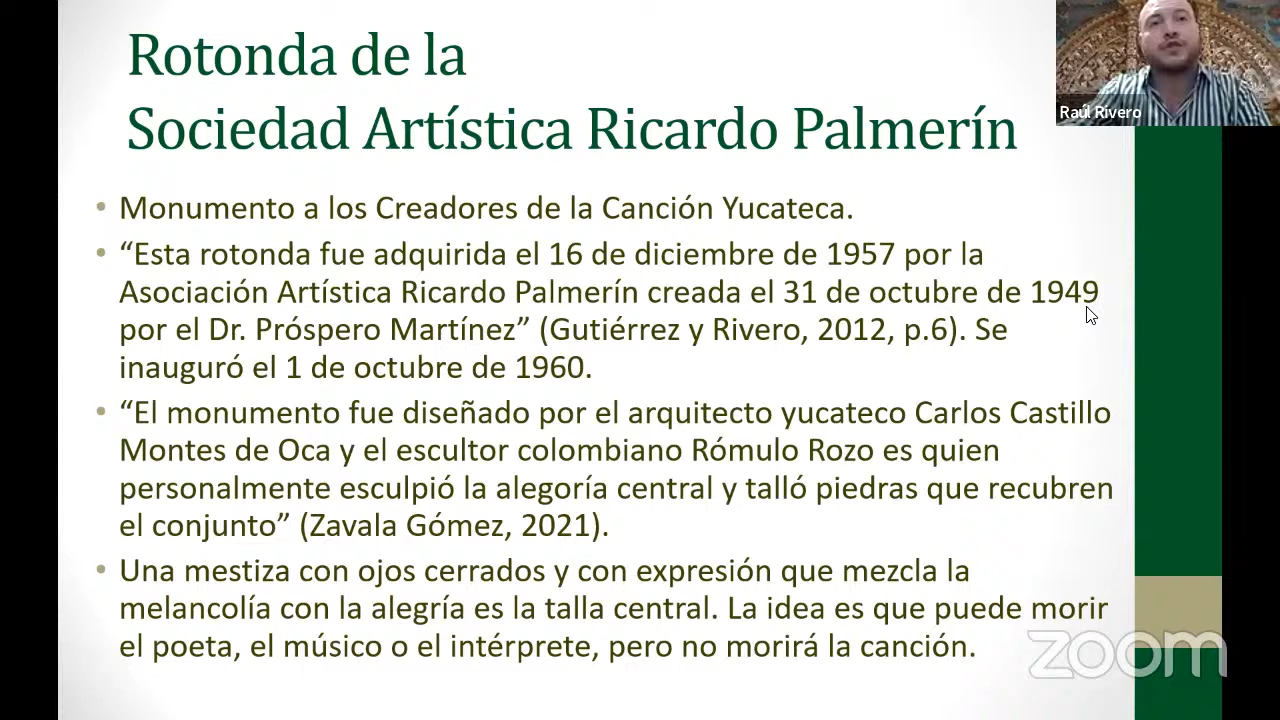 Rotonda de la
Sociedad Artística Ricardo Palmerín
Raúl Rivero
• Monumento a los Creadores de la Canción Yucateca.
• “Esta rotonda fue adquirida el 16 de diciembre de 1957 por la
Asociación Artística Ricardo Palmerín creada el 31 de octubre de 1949
por el Dr. Próspero Martínez” (Gutiérrez y Rivero, 2012, p.6). Se
inauguró el 1 de octubre de 1960.
• “El monumento fue diseñado por el arquitecto yucateco Carlos Castillo
Montes de Oca y el escultor colombiano Rómulo Rozo es quien
personalmente esculpió la alegoría central y talló piedras que recubren
el conjunto” (Zavala Gómez, 2021).
• Una mestiza con ojos cerrados y con expresión que mezcla la
melancolía con la alegría es la talla central. La idea es que puede morir
el poeta, el músico o el intérprete, pero no morirá la canción.
zoom